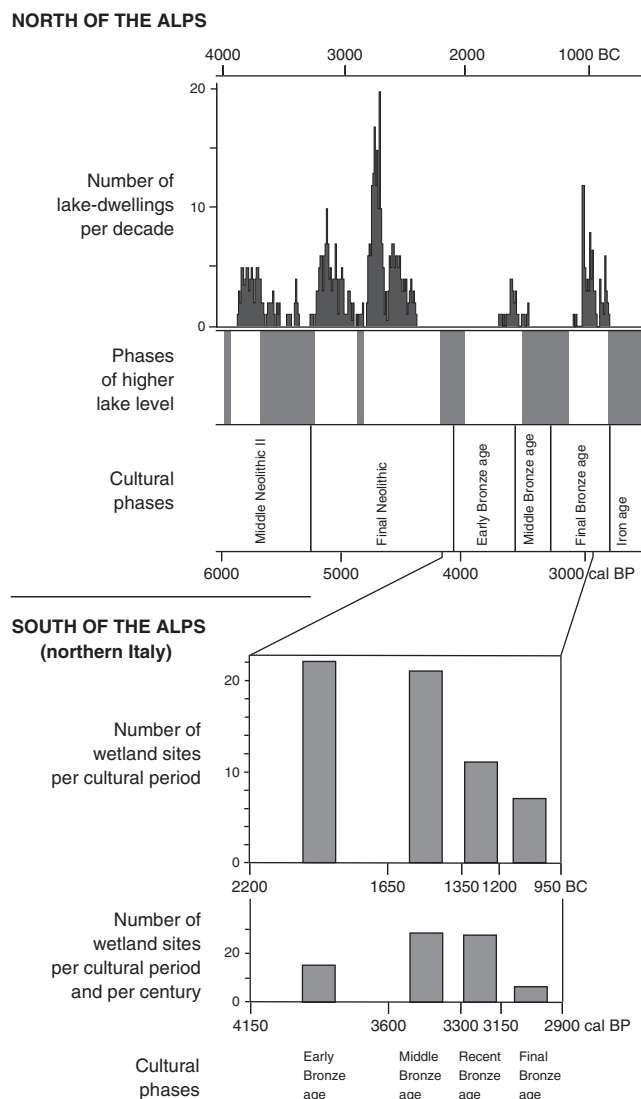 NORTH OF THE ALPS
4000 3000 2000 1000 BC
20
Number of
lake-dwellings
per decade
10
0
Phases
of higher
lake level
Cultural
phases
Middle Neolithic II
Final Neolithic
Early Bronze age
Middle Bronze age
Final Bronze age
Iron age
6000 5000 4000 3000 cal BP
SOUTH OF THE ALPS
(northern Italy)
20
Number of
wetland sites
per cultural period
10
0
2200 1650 1350 1200 950 BC
Number of
wetland sites
per cultural period
and per century
20
0
4150 3600 3300 3150 2900 cal BP
Cultural
phases
Early
Bronze
age
Middle
Bronze
age
Recent
Bronze
age
Final
Bronze
age